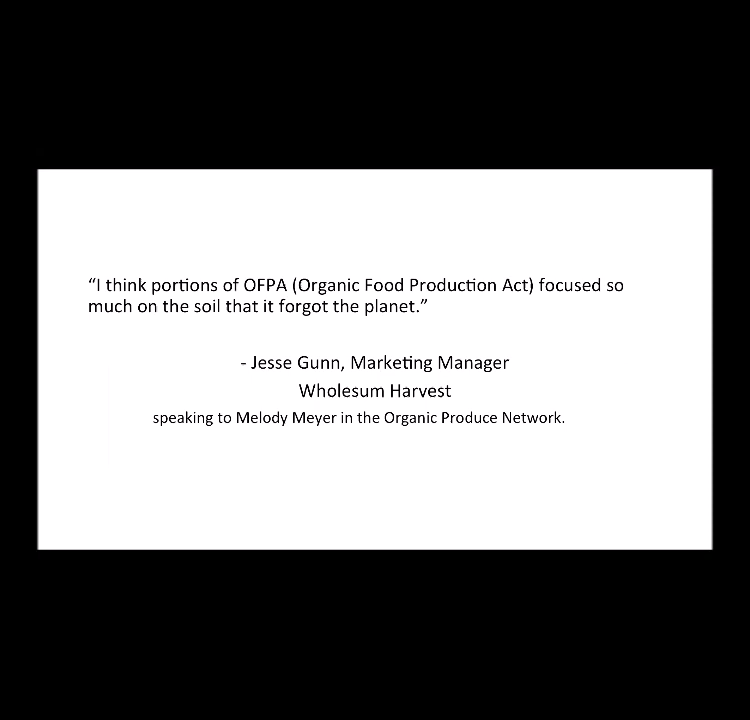 “I think portions of OFPA (Organic Food Production Act) focused so
much on the soil that it forgot the planet.”
- Jesse Gunn, Marketing Manager
Wholesum Harvest
speaking to Melody Meyer in the Organic Produce Network.